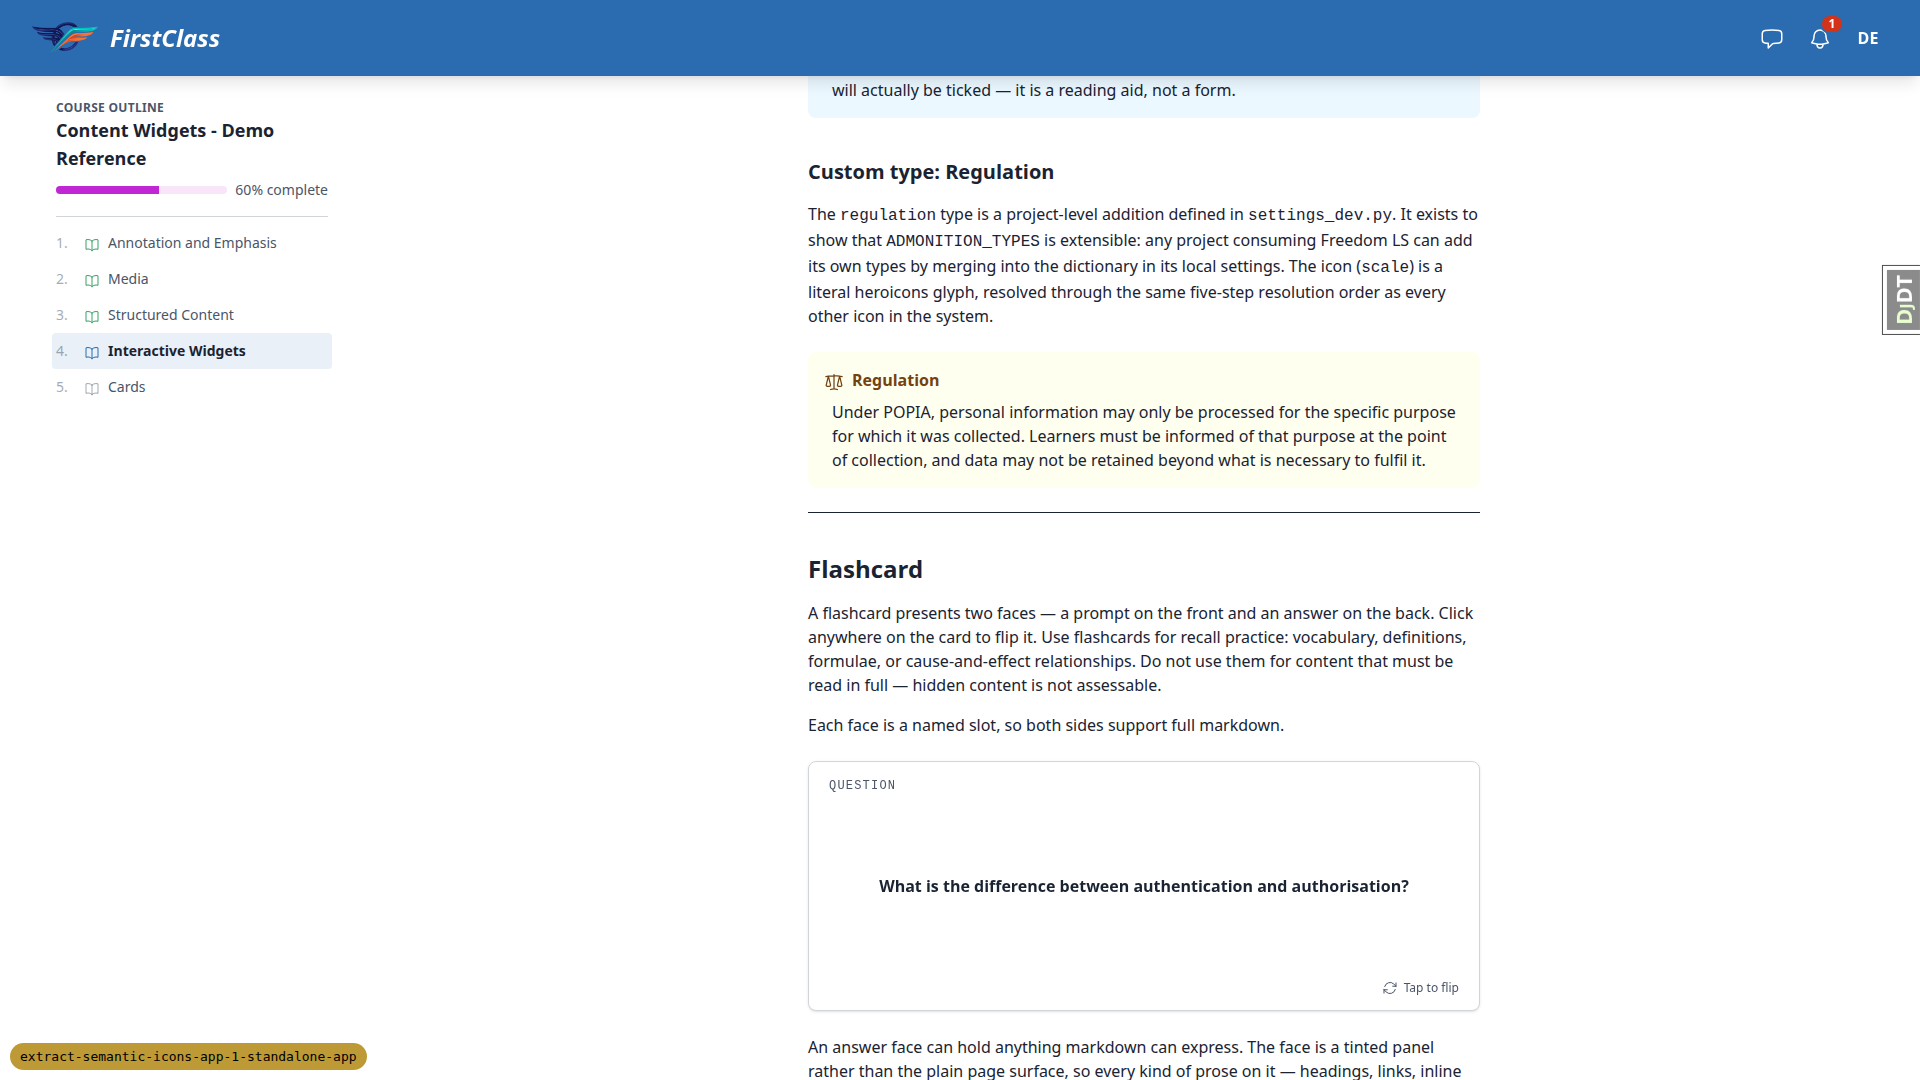 FirstClass
1
DE
COURSE OUTLINE
Content Widgets - Demo
Reference
60% complete
1. Annotation and Emphasis
2. Media
3. Structured Content
4. Interactive Widgets
5. Cards
will actually be ticked — it is a reading aid, not a form.
Custom type: Regulation
The regulation type is a project-level addition defined in settings_dev.py. It exists to
show that ADMONITION_TYPES is extensible: any project consuming Freedom LS can add
its own types by merging into the dictionary in its local settings. The icon (scale) is a
literal heroicons glyph, resolved through the same five-step resolution order as every
other icon in the system.
Regulation
Under POPIA, personal information may only be processed for the specific purpose
for which it was collected. Learners must be informed of that purpose at the point
of collection, and data may not be retained beyond what is necessary to fulfil it.
Flashcard
A flashcard presents two faces — a prompt on the front and an answer on the back. Click
anywhere on the card to flip it. Use flashcards for recall practice: vocabulary, definitions,
formulae, or cause-and-effect relationships. Do not use them for content that must be
read in full — hidden content is not assessable.
Each face is a named slot, so both sides support full markdown.
QUESTION
What is the difference between authentication and authorisation?
Tap to flip
An answer face can hold anything markdown can express. The face is a tinted panel
rather than the plain page surface, so every kind of prose on it — headings, links, inline
DJDT
extract-semantic-icons-app-1-standalone-app